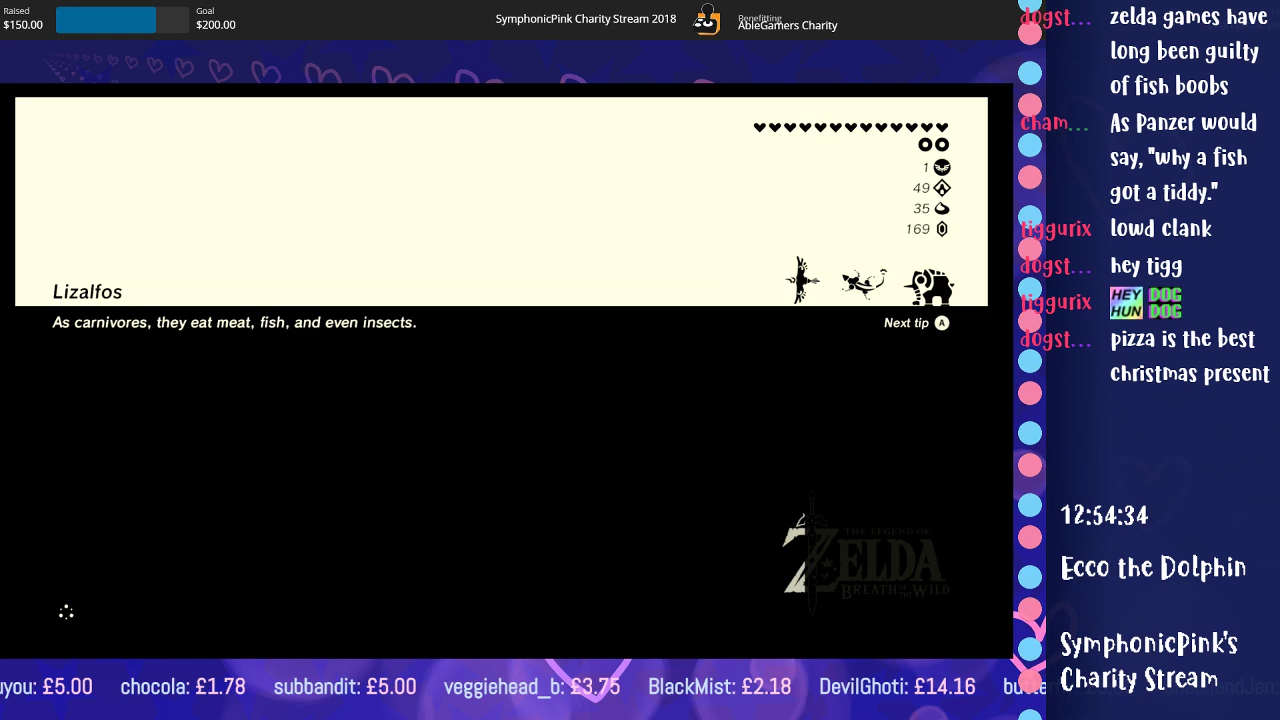 Raised
$150.00
Goal
$200.00
SymphonicPink Charity Stream 2018
Benefitting
AbleGamers Charity
1
49
35
169
Lizalfos
As carnivores, they eat meat, fish, and even insects.
Next tip A
THE LEGEND OF
ZELDA
BREATH OF THE WILD
dogst... zelda games have
long been guilty
of fish boobs
cham... As Panzer would
say, "why a fish
got a tiddy."
tiggurix lowd clank
dogst... hey tigg
tiggurix HEY HUN DOG DOG
dogst... pizza is the best
christmas present
12:54:34
Ecco the Dolphin
SymphonicPink's
Charity Stream
uyou: £5.00 chocola: £1.78 subbandit: £5.00 veggiehead_b: £3.75 BlackMist: £2.18 DevilGhoti: £14.16